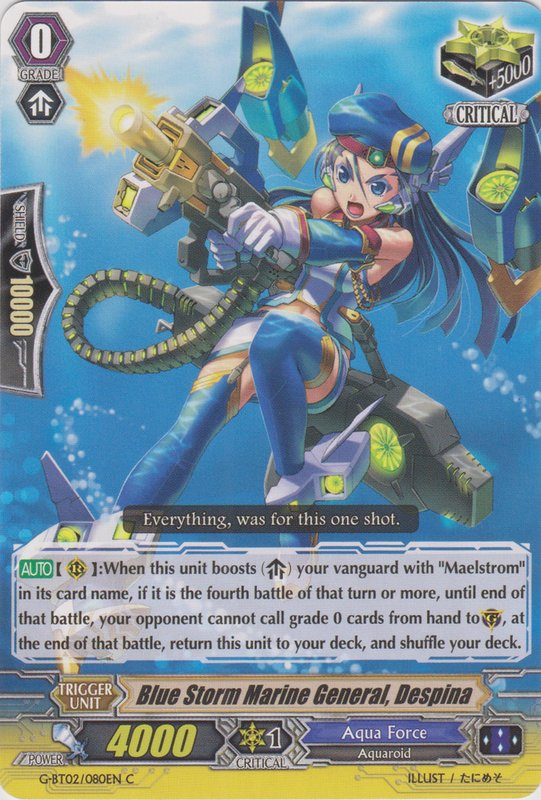 0
GRADE
+5000
CRITICAL
SHIELD
10000
Everything, was for this one shot.
AUTO【 R 】:When this unit boosts ( ) your vanguard with "Maelstrom"
in its card name, if it is the fourth battle of that turn or more, until end of
that battle, your opponent cannot call grade 0 cards from hand to G, at
the end of that battle, return this unit to your deck, and shuffle your deck.
TRIGGER
UNIT
Blue Storm Marine General, Despina
POWER
4000
1
CRITICAL
Aqua Force
Aquaroid
G-BT02/080EN C
ILLUST / たにめそ